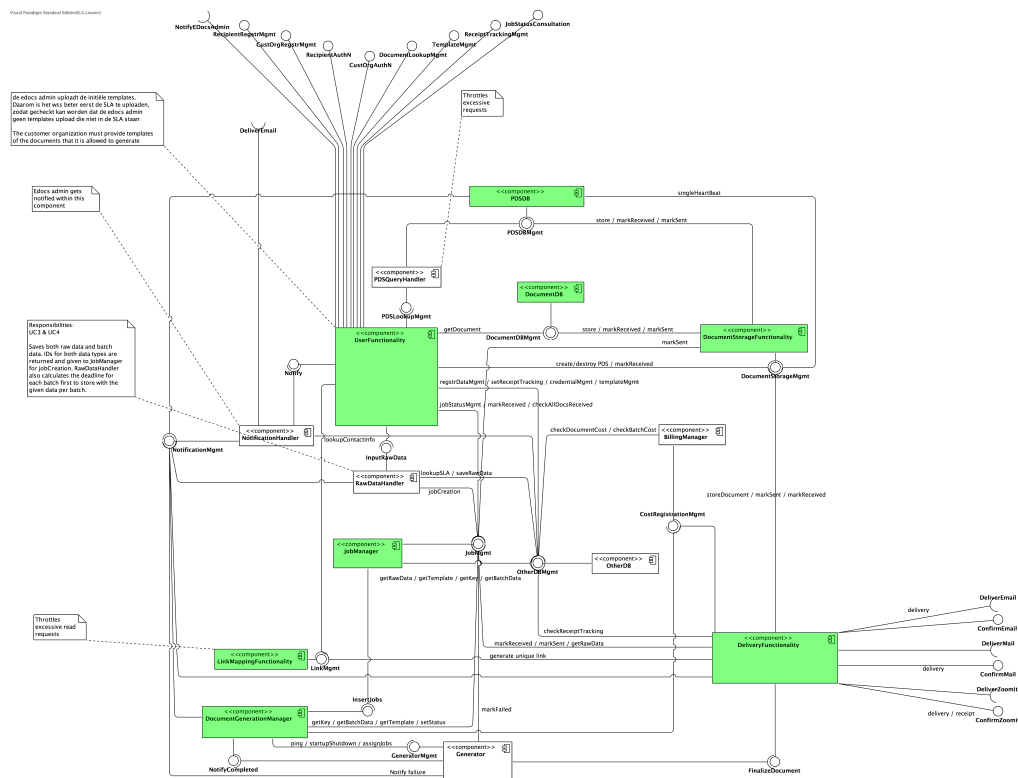 Visual Paradigm Standard Edition(K.U.Leuven)
NotifyEDocsAdmin
RecipientRegstrMgmt
CustOrgRegstrMgmt
RecipientAuthN
CustOrgAuthN
DocumentLookupMgmt
TemplateMgmt
ReceiptTrackingMgmt
JobStatusConsultation
de edocs admin uploadt de initiële templates.
Daarom is het wss beter eerst de SLA te uploaden,
zodat gecheckt kan worden dat de edocs admin
geen templates upload die niet in de SLA staan
The customer organization must provide templates
of the documents that it is allowed to generate
Throttles
excessive
requests
DeliverEmail
Edocs admin gets
notified within this
component
<<component>>
PDSDB
singleHeartBeat
store / markReceived / markSent
PDSDBMgmt
<<component>>
PDSQueryHandler
<<component>>
DocumentDB
PDSLookupMgmt
Responsibilities:
UC3 & UC4
Saves both raw data and batch
data. IDs for both data types are
returned and given to JobManager
for jobCreation. RawDataHandler
also calculates the deadline for
each batch first to store with the
given data per batch.
<<component>>
UserFunctionality
getDocument
DocumentDBMgmt
store / markReceived / markSent
<<component>>
DocumentStorageFunctionality
markSent
create/destroy PDS / markReceived
DocumentStorageMgmt
Notify
registrDataMgmt / setReceiptTracking / credentialMgmt / templateMgmt
jobStatusMgmt / markReceived / checkAllDocsReceived
<<component>>
NotificationHandler
lookupContactInfo
checkDocumentCost / checkBatchCost
<<component>>
BillingManager
NotificationMgmt
InputRawData
<<component>>
RawDataHandler
lookupSLA / saveRawData
jobCreation
storeDocument / markSent / markReceived
CostRegistrationMgmt
<<component>>
JobManager
JobMgmt
OtherDBMgmt
<<component>>
OtherDB
getRawData / getTemplate / getKey / getBatchData
Throttles
excessive read
requests
checkReceiptTracking
markReceived / markSent / getRawData
generate unique link
<<component>>
LinkMappingFunctionality
LinkMgmt
<<component>>
DeliveryFunctionality
delivery
DeliverEmail
ConfirmEmail
DeliverMail
delivery
ConfirmMail
DeliverZoomit
delivery / receipt
ConfirmZoomit
InsertJobs
<<component>>
DocumentGenerationManager
markFailed
getKey / getBatchData / getTemplate / setStatus
ping / startupShutdown / assignJobs
GeneratorMgmt
<<component>>
Generator
NotifyCompleted
Notify failure
FinalizeDocument